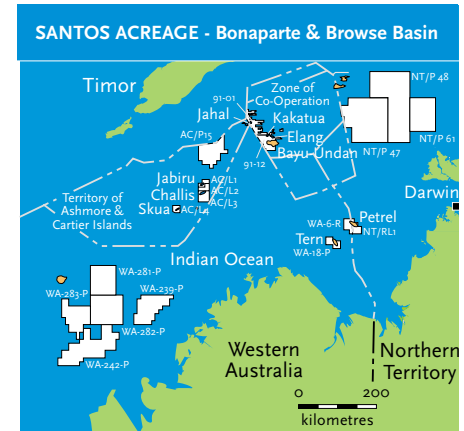 SANTOS ACREAGE - Bonaparte & Browse Basin
Timor
91-01
Zone of
Co-Operation
NT/P 48
Jahal
Kakatua
AC/P15
Elang
NT/P 61
Bayu-Undan
NT/P 47
91-12
Jabiru
AC/L1
Challis
AC/L2
AC/L3
Skua
AC/L4
Darwin
Territory of
Ashmore &
Cartier Islands
WA-6-R
Petrel
NT/RL1
Tern
WA-18-P
Indian Ocean
WA-281-P
WA-283-P
WA-239-P
WA-282-P
WA-242-P
Western
Australia
Northern
Territory
0 200
kilometres